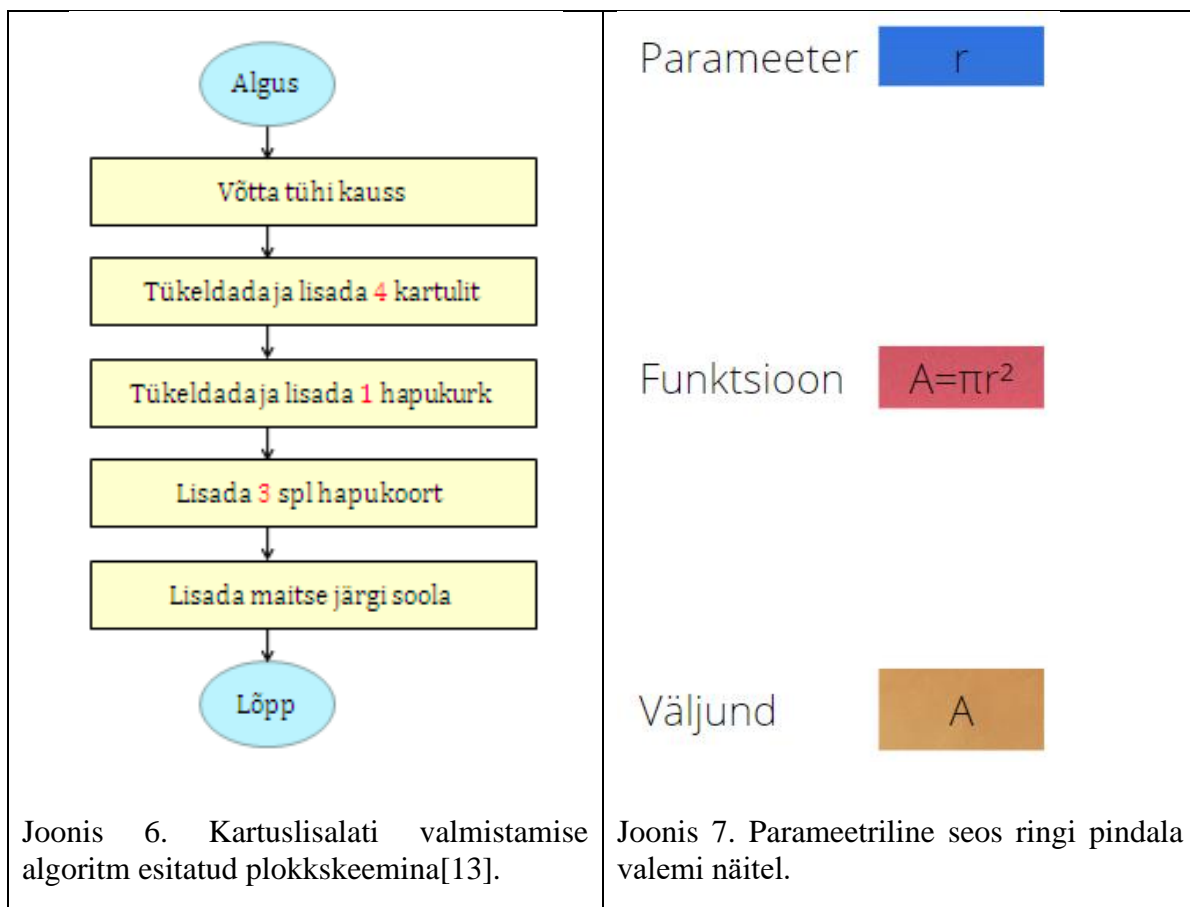 Algus
Võtta tühi kauss
Tükeldada ja lisada 4 kartulit
Tükeldada ja lisada 1 hapukurk
Lisada 3 spl hapukoort
Lisada maitse järgi soola
Lõpp
Joonis 6. Kartuslisalati valmistamise
algoritm esitatud plokkskeemina[13].
Parameeter r
Funktsioon A=πr²
Väljund A
Joonis 7. Parameetriline seos ringi pindala
valemi näitel.